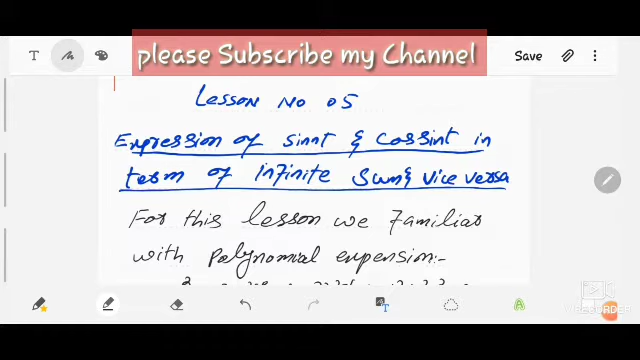 please Subscribe my Channel
T
Save
Lesson No 05
Expression of sinnt & cossint in
term of infinite Sum & vice versa
For this lesson we Familiar
with polynomial expension:-
T
A